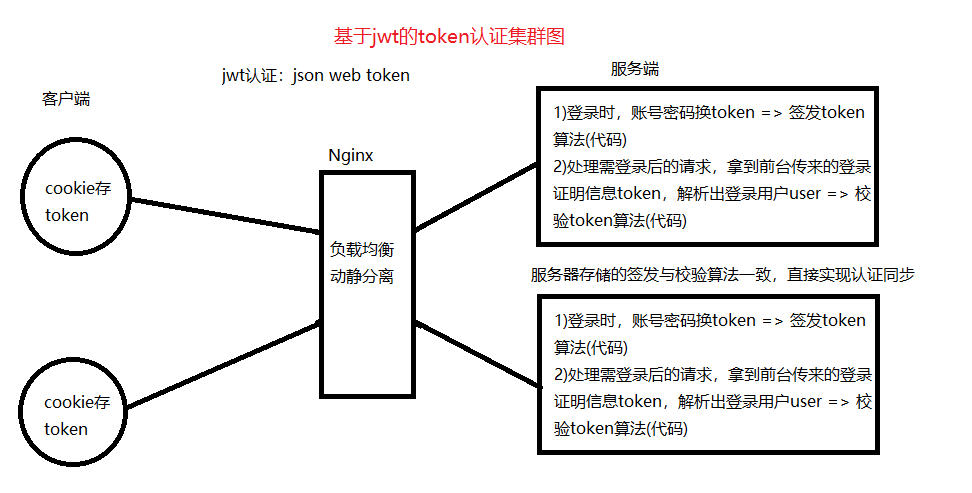 基于jwt的token认证集群图
jwt认证：json web token
服务端
客户端
Nginx
cookie存
token
负载均衡
动静分离
1)登录时，账号密码换token => 签发token
算法(代码)
2)处理需登录后的请求，拿到前台传来的登录
证明信息token，解析出登录用户user => 校
验token算法(代码)
服务器存储的签发与校验算法一致，直接实现认证同步
1)登录时，账号密码换token => 签发token
算法(代码)
2)处理需登录后的请求，拿到前台传来的登录
证明信息token，解析出登录用户user => 校
验token算法(代码)
cookie存
token